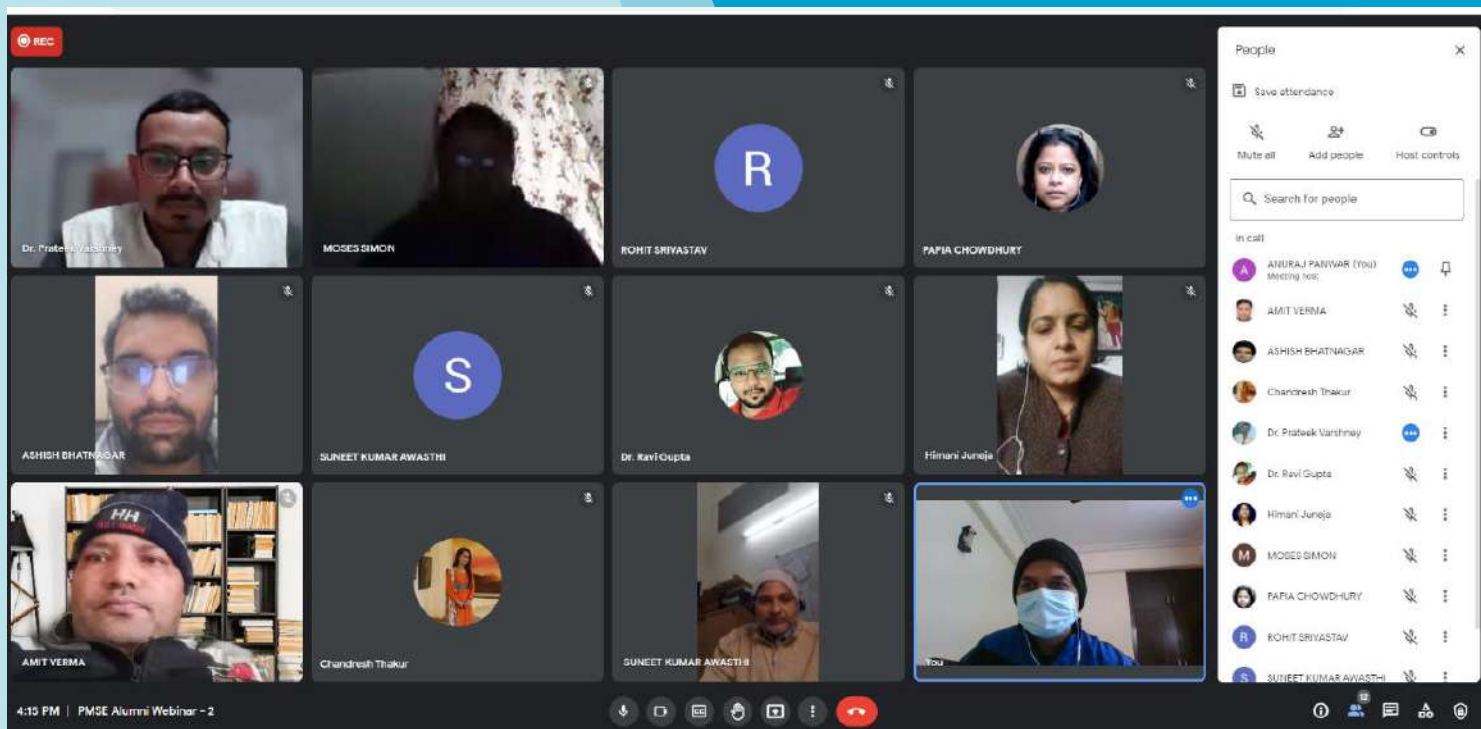 REC
Dr. Prateek Varshney
MOSES SIMON
R
ROHIT SRIVASTAV
PAPIA CHOWDHURY
ASHISH BHATNAGAR
S
SUNEET KUMAR AWASTHI
Dr. Ravi Gupta
Himani Juneja
HH
AMIT VERMA
Chandresh Thakur
SUNEET KUMAR AWASTHI
You
4:15 PM | PMSE Alumni Webinar - 2
CC
12
People
Save attendance
Mute all
Add people
Host controls
Search for people
In call
A
ANURAJ PANWAR (You)
Meeting host
AMIT VERMA
ASHISH BHATNAGAR
Chandresh Thakur
Dr. Prateek Varshney
Dr. Ravi Gupta
Himani Juneja
M
MOSES SIMON
PAPIA CHOWDHURY
R
ROHIT SRIVASTAV
S
SUNEET KUMAR AWASTHI